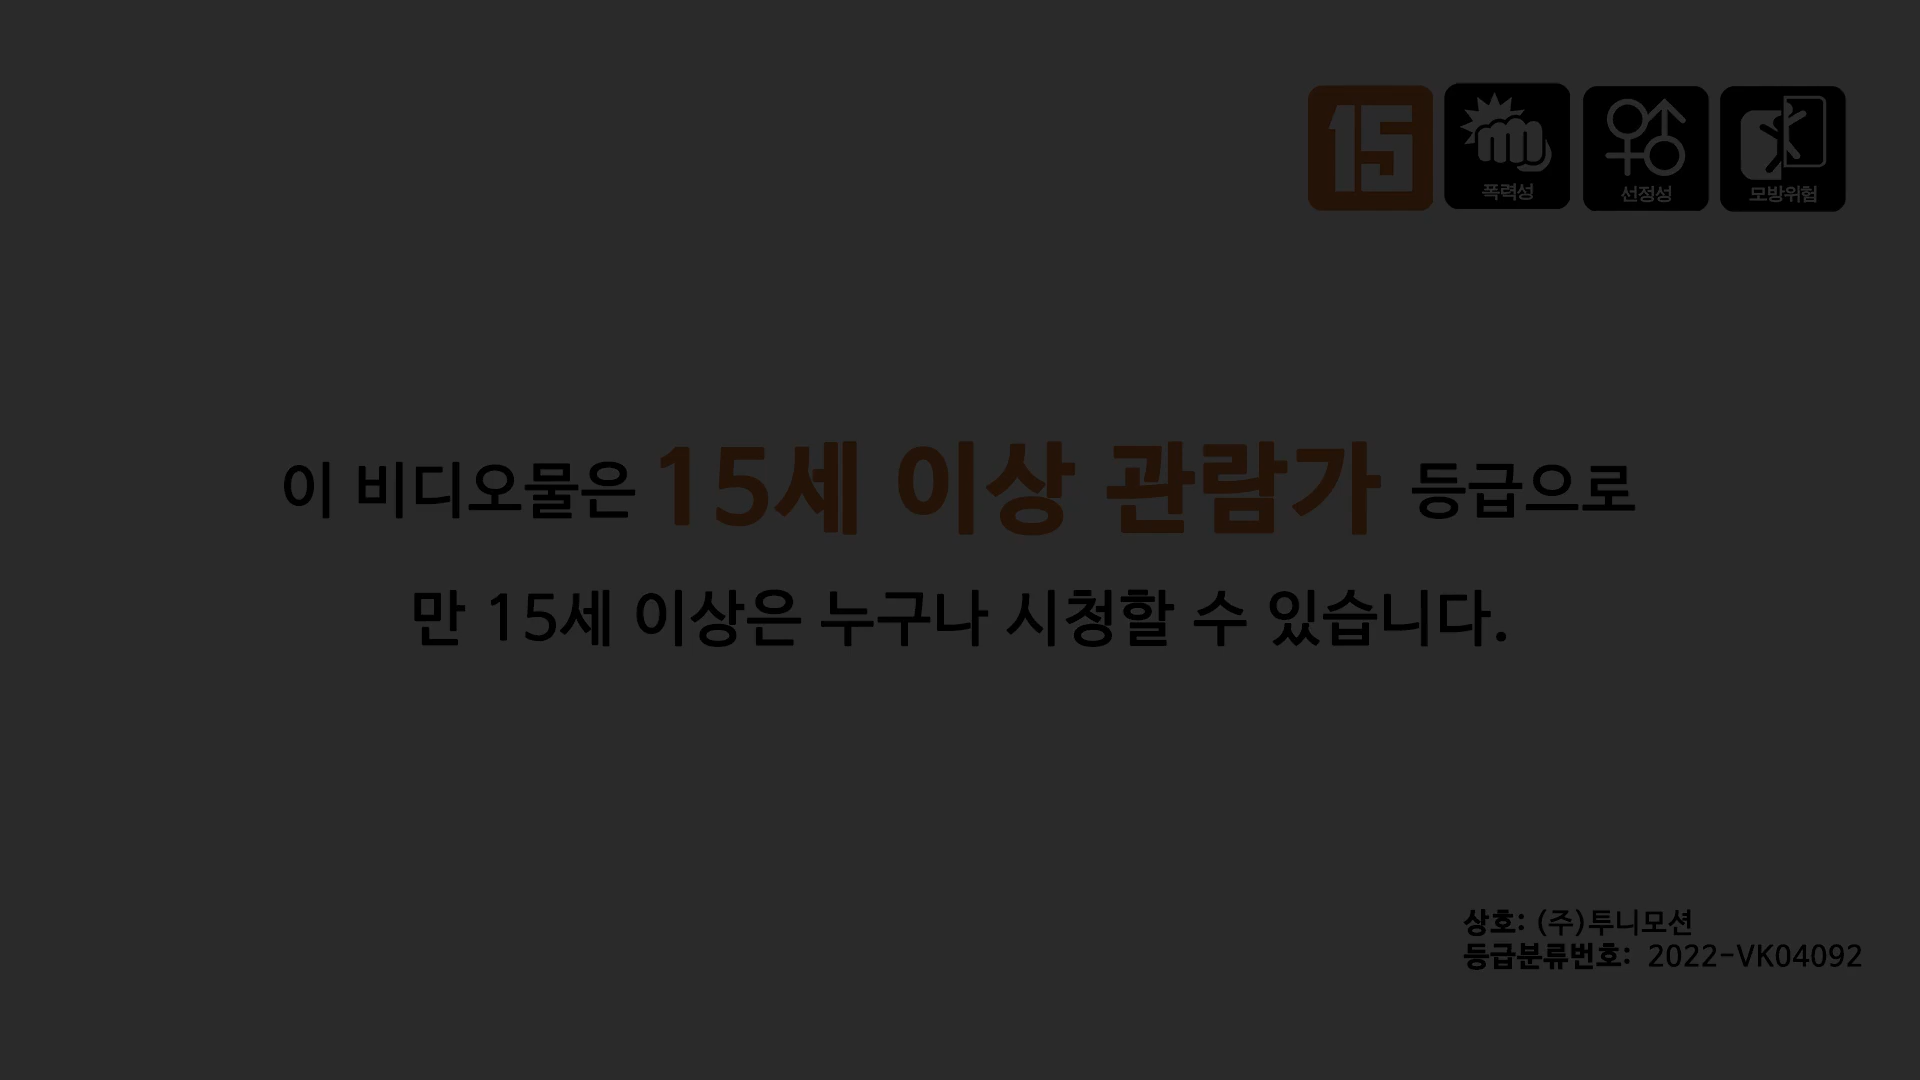 15
폭력성
선정성
모방위험
이 비디오물은 15세 이상 관람가 등급으로
만 15세 이상은 누구나 시청할 수 있습니다.
상호: (주)투니모션
등급분류번호: 2022-VK04092